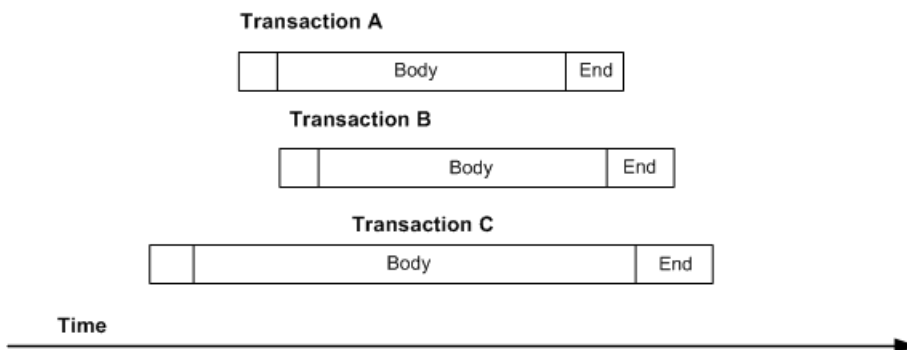 Transaction A
Body End
Transaction B
Body End
Transaction C
Body End
Time